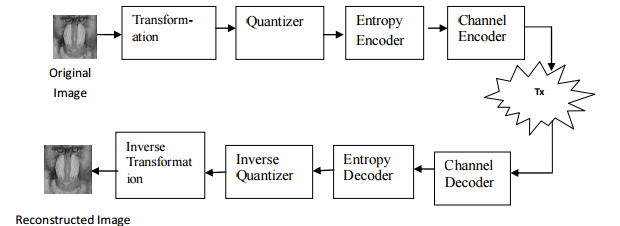 Transform-
ation
Quantizer
Entropy
Encoder
Channel
Encoder
Original
Image
Tx
Inverse
Transformat
ion
Inverse
Quantizer
Entropy
Decoder
Channel
Decoder
Reconstructed Image